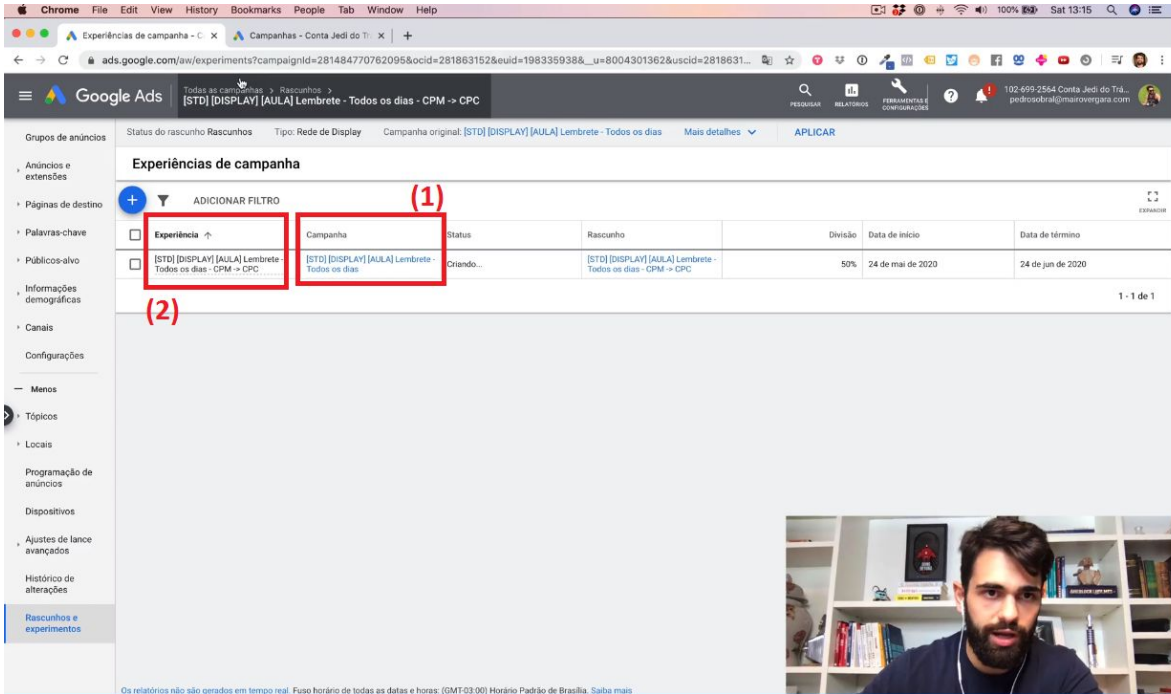 Chrome File Edit View History Bookmarks People Tab Window Help 100% Sat 13:15
Experiências de campanha - C x Campanhas - Conta Jedi do Tr x +
ads.google.com/aw/experiments?campaignId=281484770762095&ocid=281863152&euid=198335938&__u=8004301362&uscid=2818631...
Google Ads
Todas as campanhas > Rascunhos >
[STD] [DISPLAY] [AULA] Lembrete - Todos os dias - CPM -> CPC
PESQUISAR RELATÓRIOS FERRAMENTAS E CONFIGURAÇÕES
102-699-2564 Conta Jedi do Trá...
pedrosobral@mairovergara.com
Status do rascunho Rascunhos Tipo: Rede de Display Campanha original: [STD] [DISPLAY] [AULA] Lembrete - Todos os dias Mais detalhes APLICAR
Grupos de anúncios
Anúncios e
extensões
Páginas de destino
Palavras-chave
Públicos-alvo
Informações
demográficas
Canais
Configurações
Menos
Tópicos
Locais
Programação de
anúncios
Dispositivos
Ajustes de lance
avançados
Histórico de
alterações
Rascunhos e
experimentos
Experiências de campanha
ADICIONAR FILTRO
(1)
EXPANDIR
Experiência Campanha Status Rascunho Divisão Data de início Data de término
[STD] [DISPLAY] [AULA] Lembrete -
Todos os dias - CPM -> CPC
[STD] [DISPLAY] [AULA] Lembrete -
Todos os dias
Criando...
[STD] [DISPLAY] [AULA] Lembrete -
Todos os dias - CPM -> CPC
50% 24 de mai de 2020 24 de jun de 2020
(2)
1 - 1 de 1
Os relatórios não são gerados em tempo real. Fuso horário de todas as datas e horas: (GMT-03:00) Horário Padrão de Brasília. Saiba mais